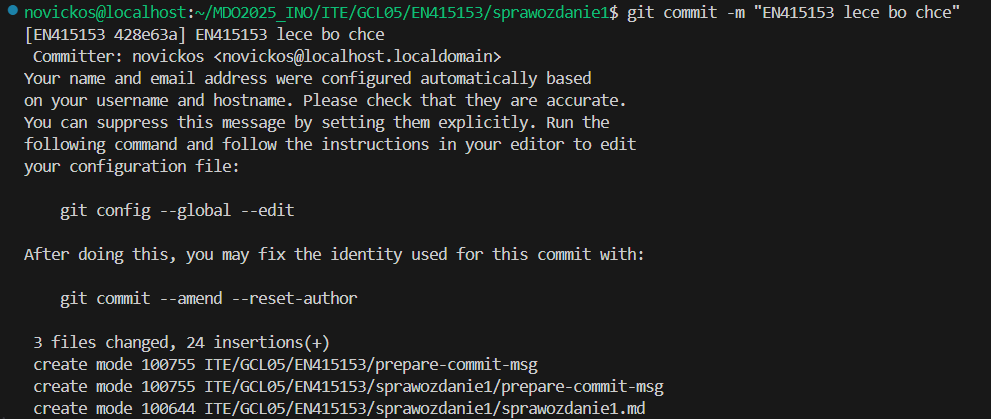 novickos@localhost:~/MDO2025_INO/ITE/GCL05/EN415153/sprawozdanie1$ git commit -m "EN415153 lece bo chce"
[EN415153 428e63a] EN415153 lece bo chce
 Committer: novickos <novickos@localhost.localdomain>
Your name and email address were configured automatically based
on your username and hostname. Please check that they are accurate.
You can suppress this message by setting them explicitly. Run the
following command and follow the instructions in your editor to edit
your configuration file:

    git config --global --edit

After doing this, you may fix the identity used for this commit with:

    git commit --amend --reset-author

 3 files changed, 24 insertions(+)
 create mode 100755 ITE/GCL05/EN415153/prepare-commit-msg
 create mode 100755 ITE/GCL05/EN415153/sprawozdanie1/prepare-commit-msg
 create mode 100644 ITE/GCL05/EN415153/sprawozdanie1/sprawozdanie1.md